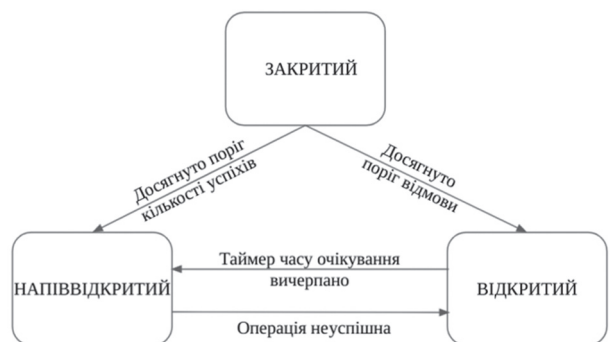 ЗАКРИТИЙ
Досягнуто поріг
кількості успіхів
Досягнуто
поріг відмови
НАПІВВІДКРИТИЙ
Таймер часу очікування
вичерпано
ВІДКРИТИЙ
Операція неуспішна